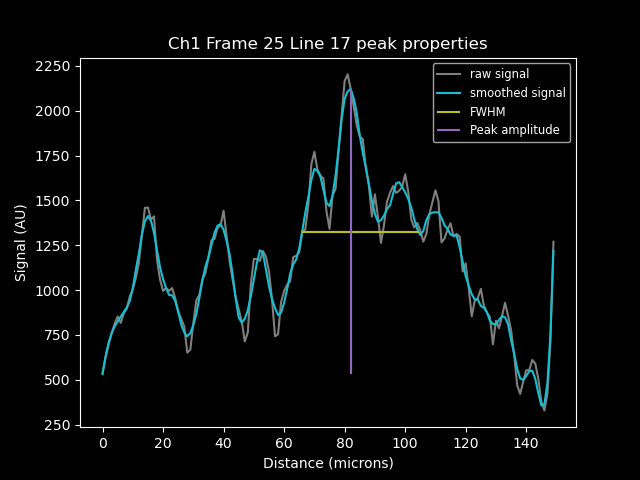 Ch1 Frame 25 Line 17 peak properties
raw signal
smoothed signal
FWHM
Peak amplitude
Signal (AU)
2250
2000
1750
1500
1250
1000
750
500
250
0 20 40 60 80 100 120 140
Distance (microns)